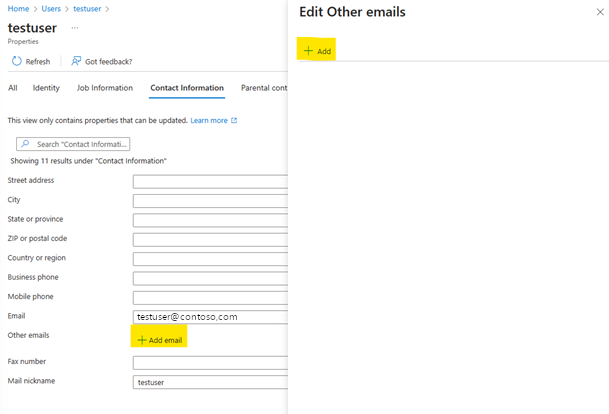 Home > Users > testuser >
testuser ...
Properties
Refresh Got feedback?
All Identity Job Information Contact Information Parental cont
This view only contains properties that can be updated. Learn more
Search "Contact Informati...
Showing 11 results under "Contact Information"
Street address
City
State or province
ZIP or postal code
Country or region
Business phone
Mobile phone
Email testuser@contoso,com
Other emails + Add email
Fax number
Mail nickname testuser
Edit Other emails
+ Add